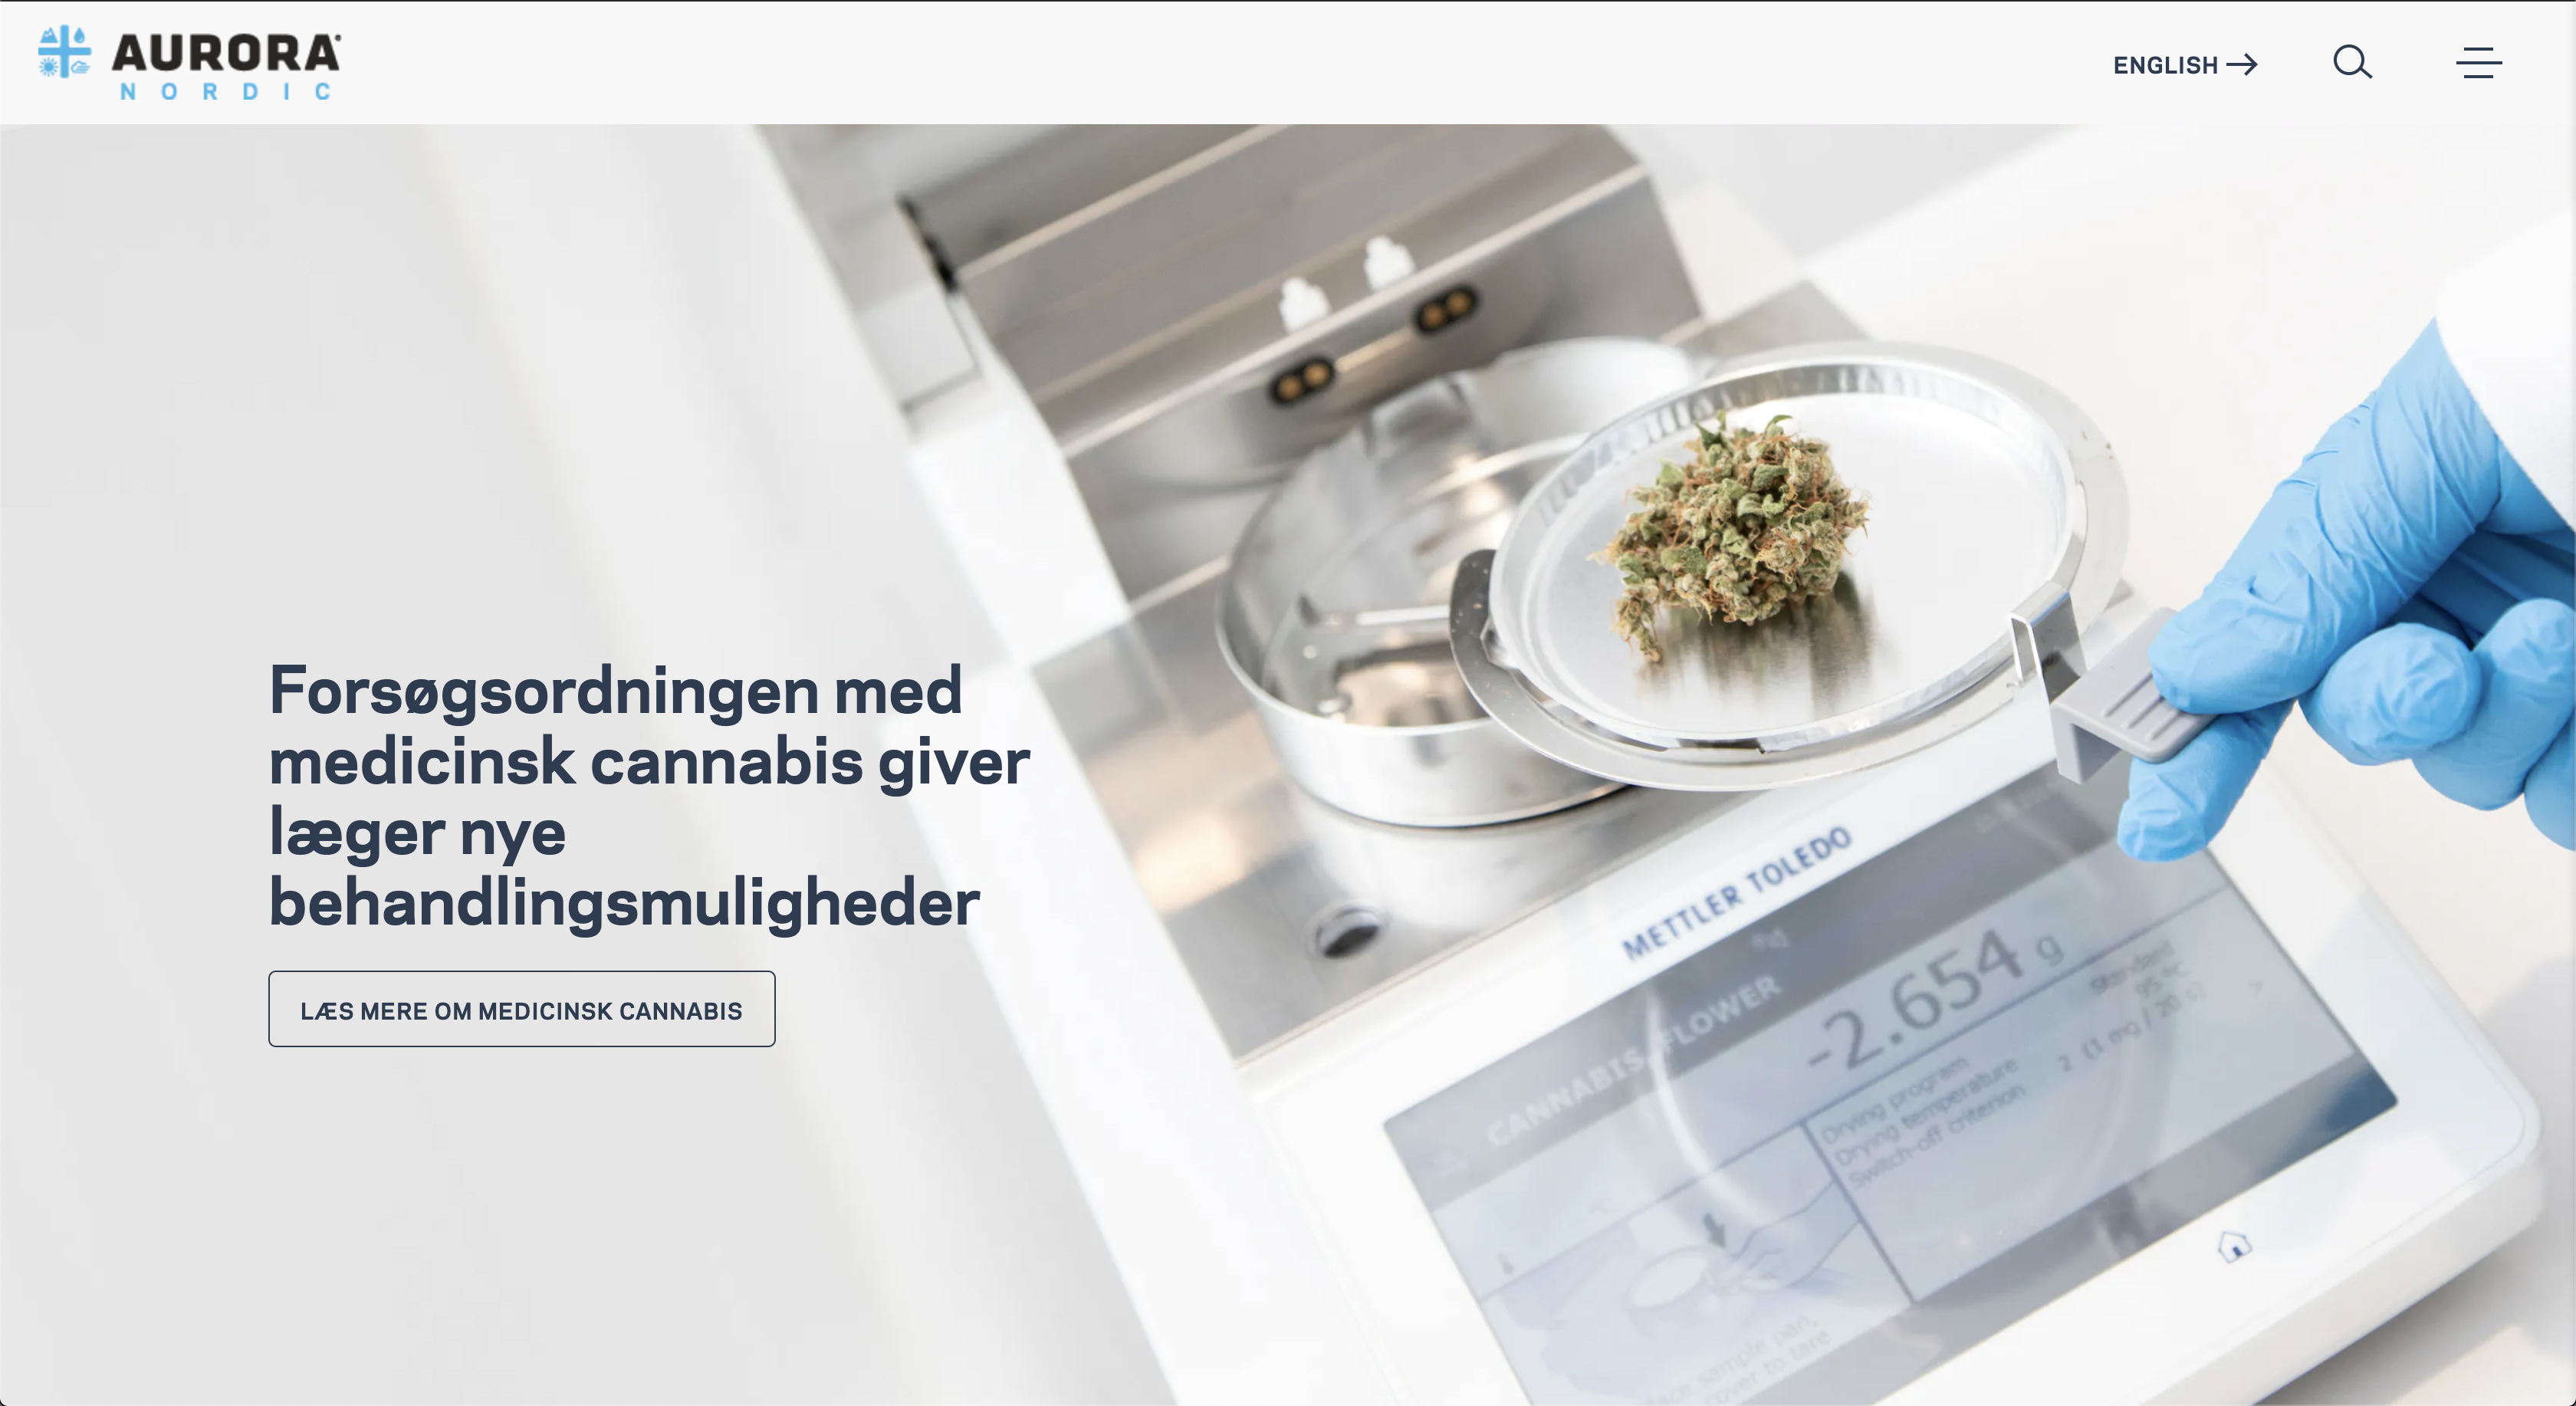 AURORA
NORDIC
ENGLISH
Forsøgsordningen med
medicinsk cannabis giver
læger nye
behandlingsmuligheder
LÆS MERE OM MEDICINSK CANNABIS
METTLER TOLEDO
CANNABIS-FLOWER
-2.654 g
Drying program Standard
Drying temperature 95 °C
Switch-off criterion 2 (1 mg / 20 s)
sample pan,
cover to tare